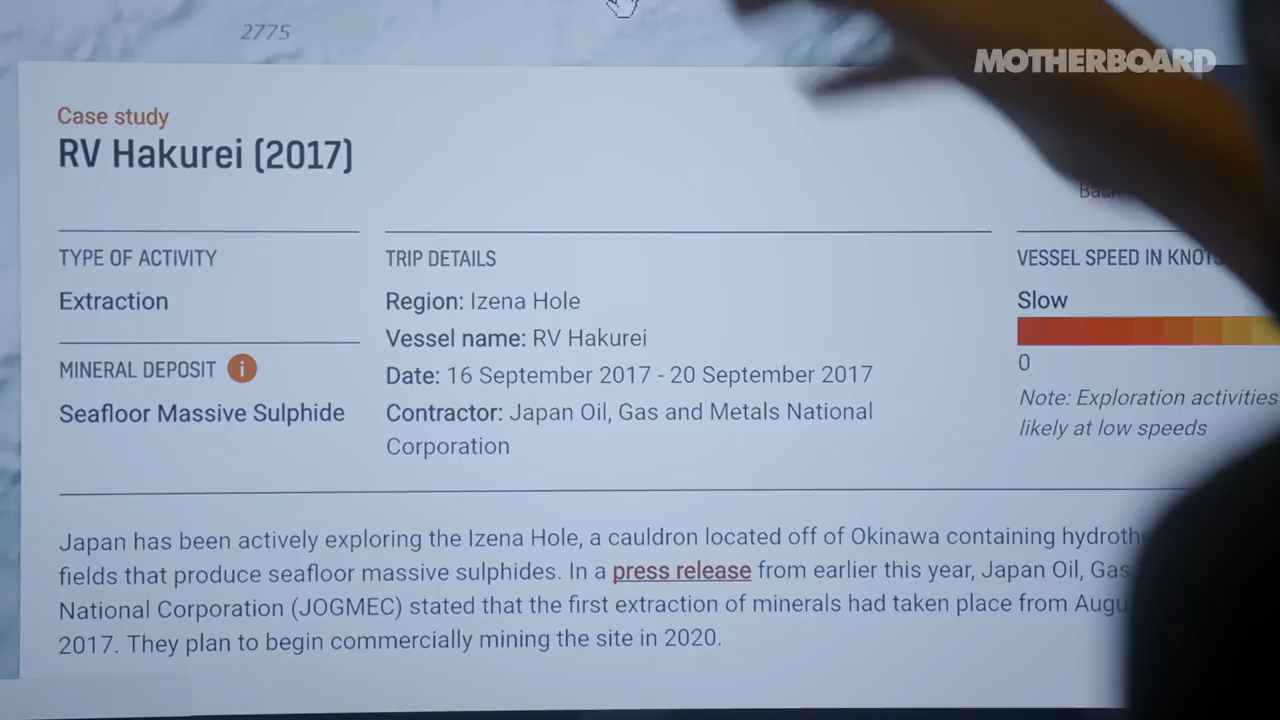 2775
MOTHERBOARD
Case study
RV Hakurei (2017)
TYPE OF ACTIVITY
Extraction
MINERAL DEPOSIT i
Seafloor Massive Sulphide
TRIP DETAILS
Region: Izena Hole
Vessel name: RV Hakurei
Date: 16 September 2017 - 20 September 2017
Contractor: Japan Oil, Gas and Metals National
Corporation
VESSEL SPEED IN KNOTS
Slow
0
Note: Exploration activities
likely at low speeds
Japan has been actively exploring the Izena Hole, a cauldron located off of Okinawa containing
fields that produce seafloor massive sulphides. In a press release from earlier this year, Japan Oil, Gas
National Corporation (JOGMEC) stated that the first extraction of minerals had taken place from
2017. They plan to begin commercially mining the site in 2020.